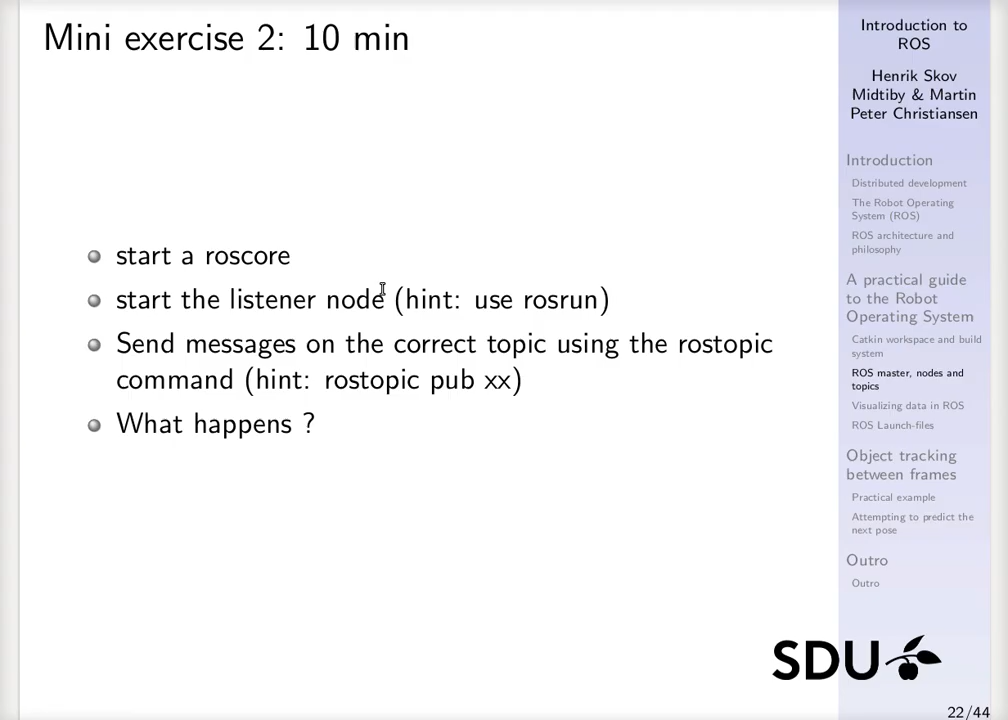 Mini exercise 2: 10 min
start a roscore
start the listener node (hint: use rosrun)
Send messages on the correct topic using the rostopic
command (hint: rostopic pub xx)
What happens ?
Introduction to
ROS
Henrik Skov
Midtiby & Martin
Peter Christiansen
Introduction
Distributed development
The Robot Operating
System (ROS)
ROS architecture and
philosophy
A practical guide
to the Robot
Operating System
Catkin workspace and build
system
ROS master, nodes and
topics
Visualizing data in ROS
ROS Launch-files
Object tracking
between frames
Practical example
Attempting to predict the
next pose
Outro
Outro
SDU
22/44